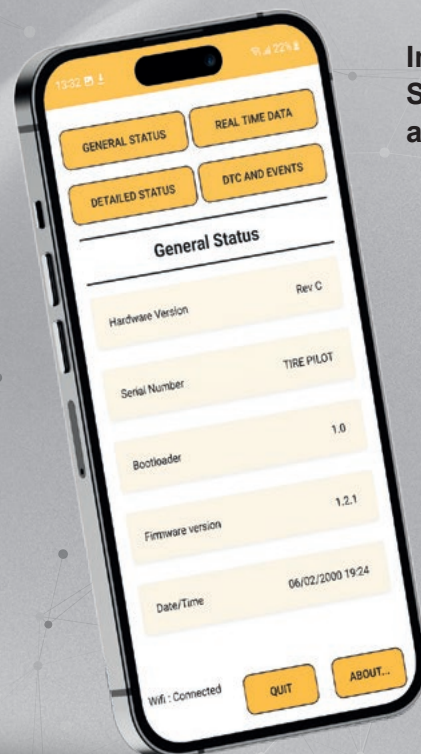 13:32
22%
GENERAL STATUS
REAL TIME DATA
DETAILED STATUS
DTC AND EVENTS
General Status
Hardware Version Rev C
Serial Number TIRE PILOT
Bootloader 1.0
Firmware version 1.2.1
Date/Time 06/02/2000 19:24
Wifi : Connected
QUIT
ABOUT...